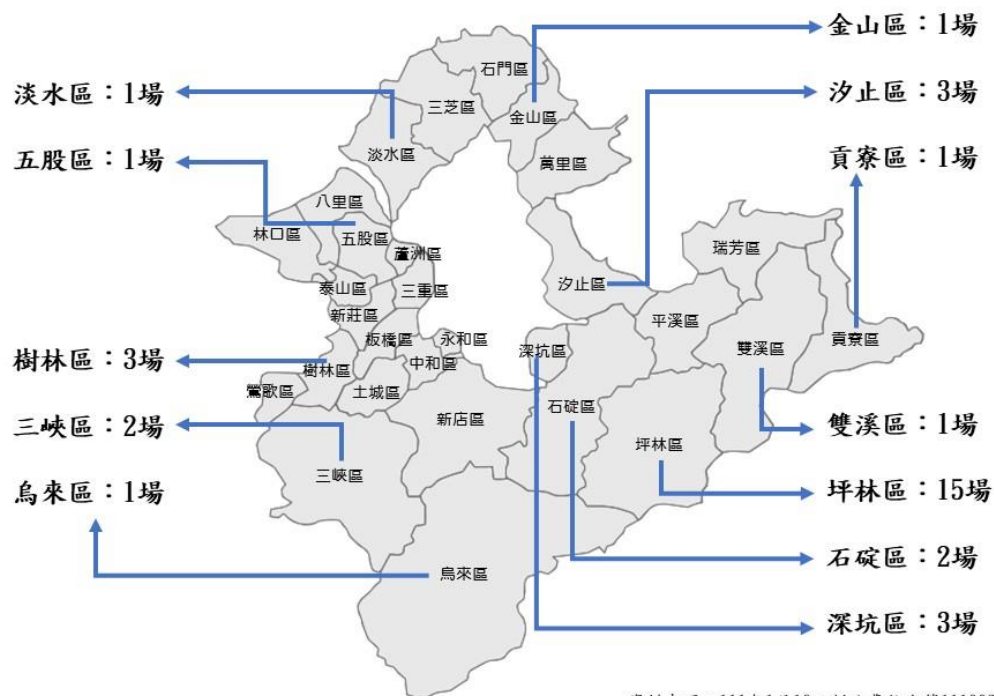 金山區：1場
淡水區：1場
汐止區：3場
五股區：1場
貢寮區：1場
樹林區：3場
三峽區：2場
雙溪區：1場
烏來區：1場
坪林區：15場
石碇區：2場
深坑區：3場
石門區
三芝區
金山區
淡水區
萬里區
八里區
林口區
五股區
蘆洲區
瑞芳區
汐止區
泰山區
三重區
新莊區
平溪區
板橋區
永和區
深坑區
雙溪區
貢寮區
樹林區
中和區
鶯歌區
土城區
石碇區
新店區
坪林區
三峽區
烏來區